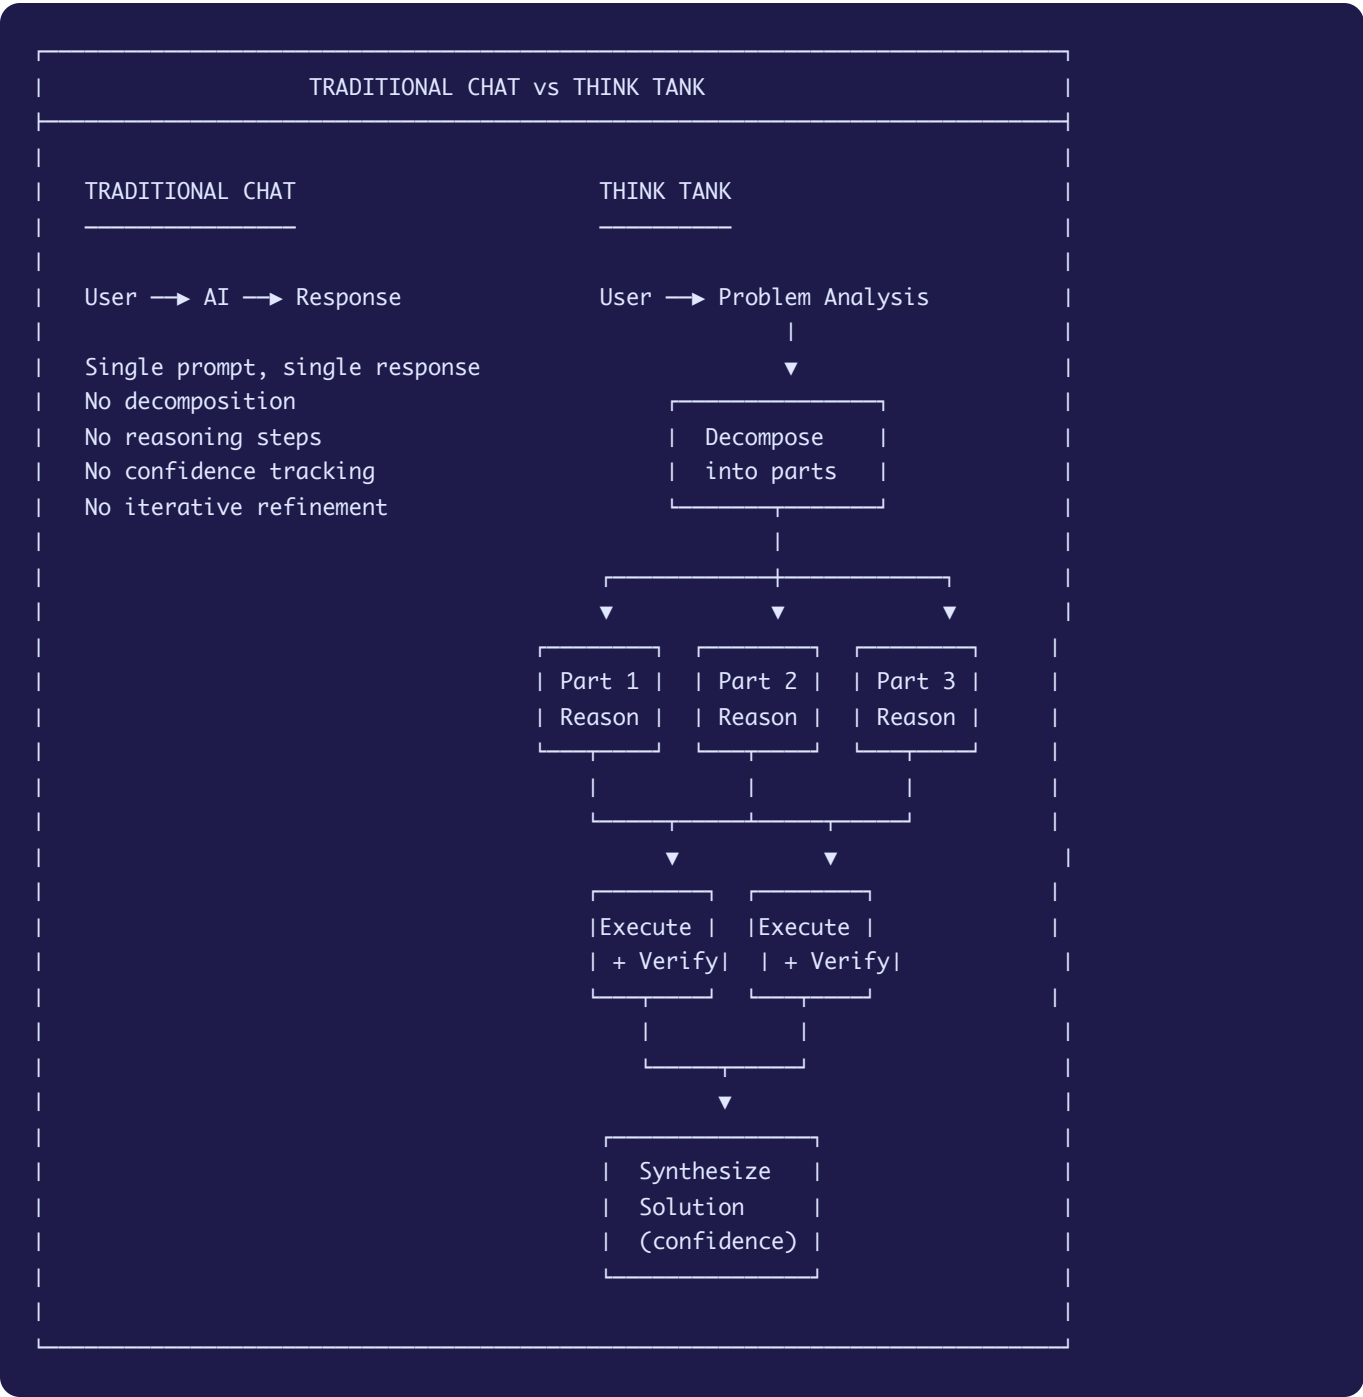 TRADITIONAL CHAT vs THINK TANK
TRADITIONAL CHAT
User ──▶ AI ──▶ Response
Single prompt, single response
No decomposition
No reasoning steps
No confidence tracking
No iterative refinement
THINK TANK
User ──▶ Problem Analysis
Decompose
into parts
Part 1
Reason
Part 2
Reason
Part 3
Reason
Execute
+ Verify
Execute
+ Verify
Synthesize
Solution
(confidence)